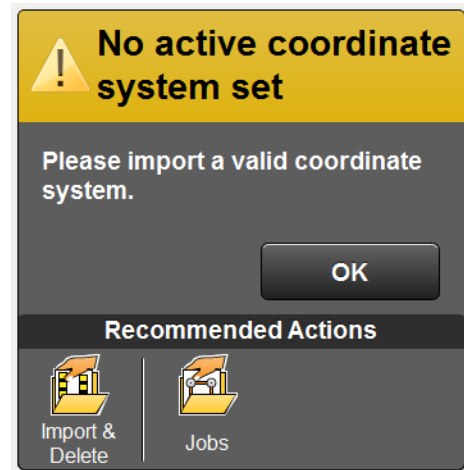 No active coordinate
system set
Please import a valid coordinate
system.
OK
Recommended Actions
Import &
Delete
Jobs